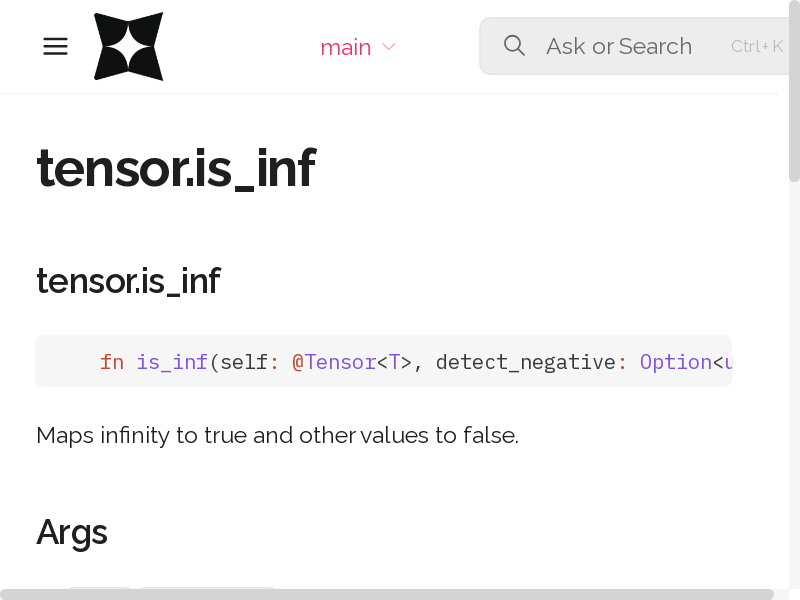 main
Ask or Search
Ctrl+K
tensor.is_inf
tensor.is_inf
fn is_inf(self: @Tensor<T>, detect_negative: Option<u
Maps infinity to true and other values to false.
Args